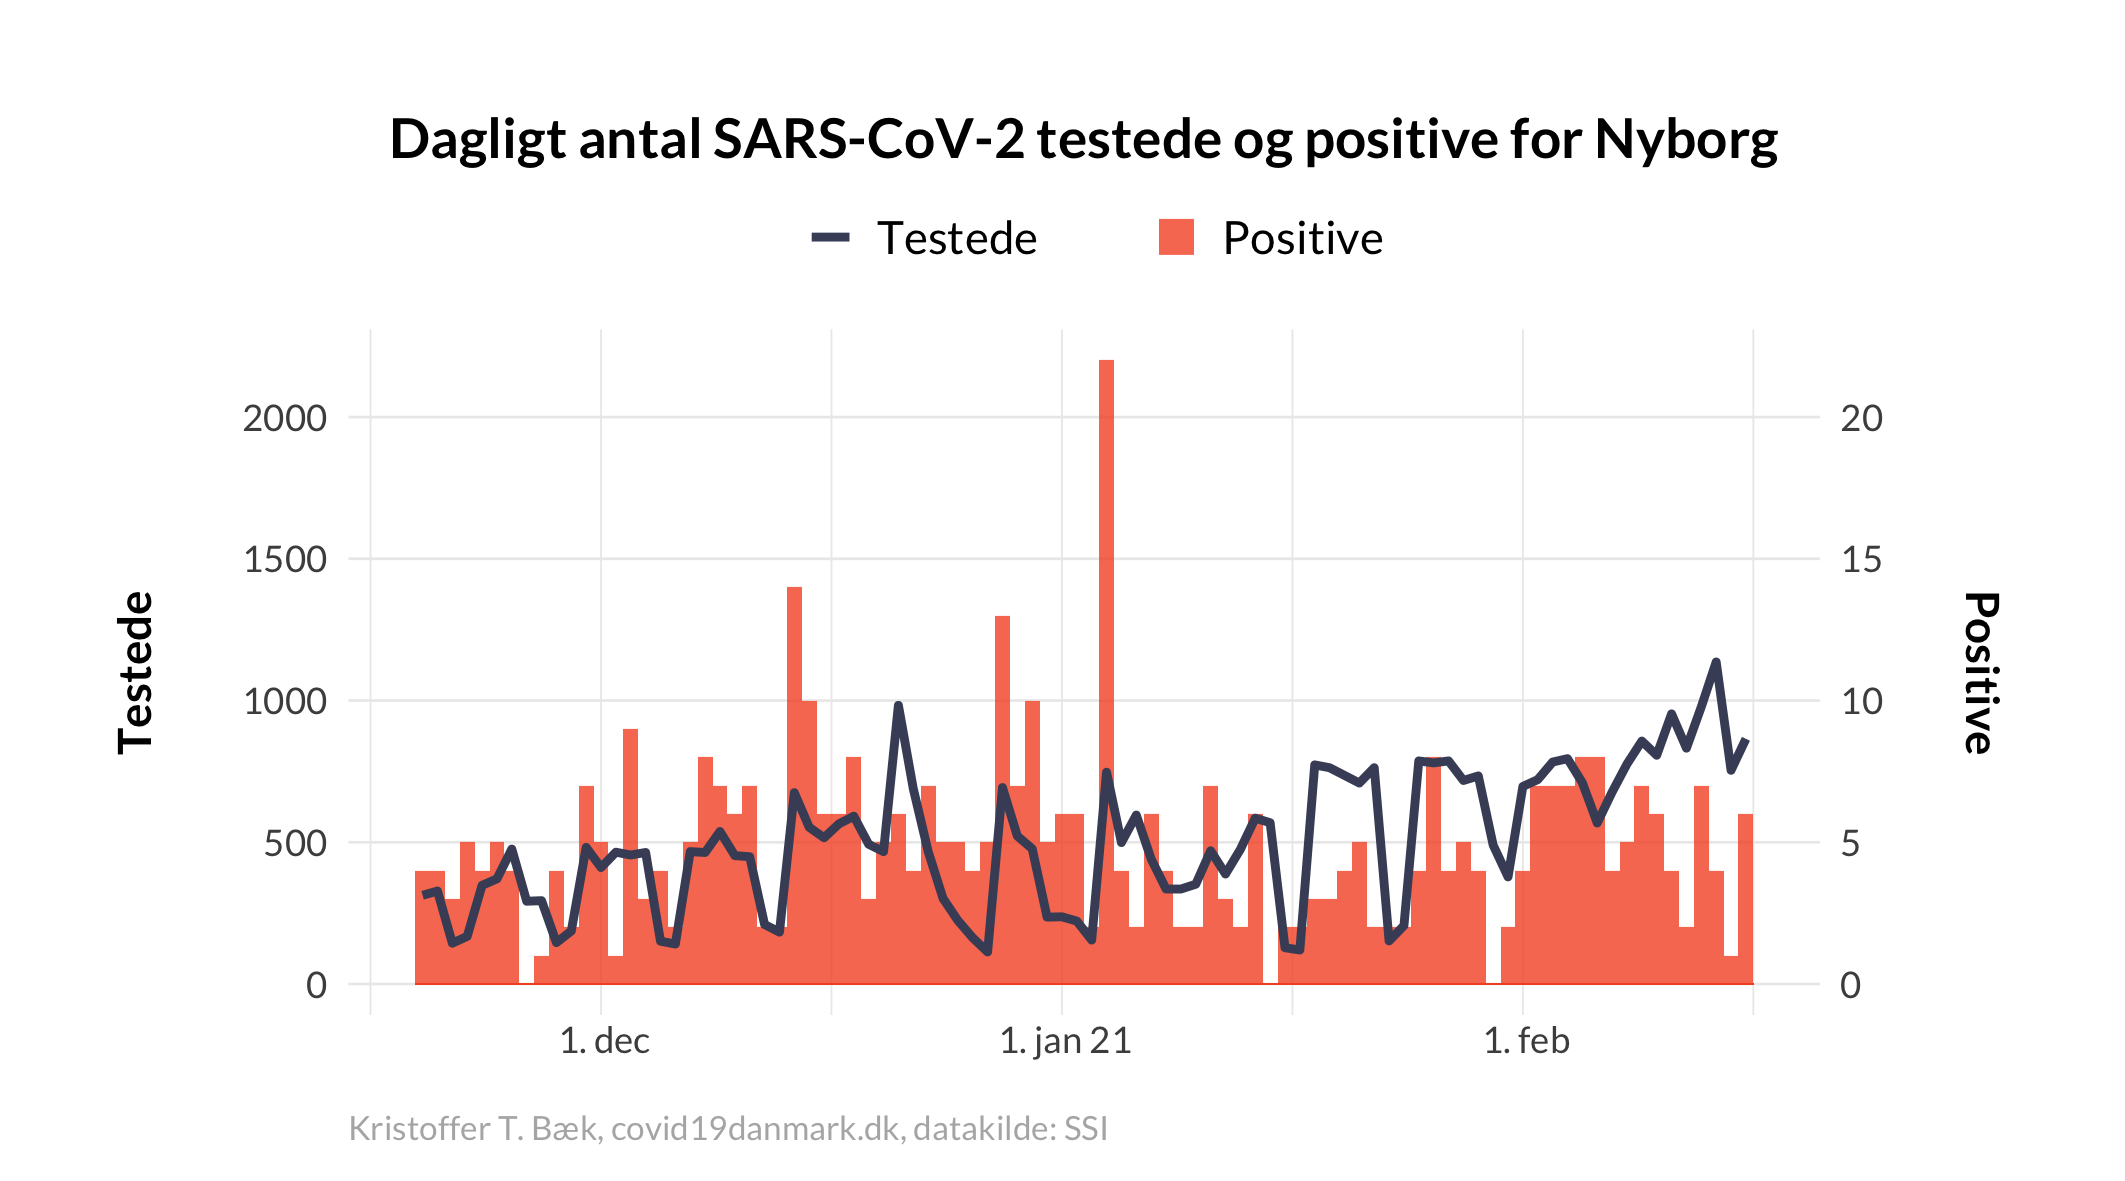 Dagligt antal SARS-CoV-2 testede og positive for Nyborg
Testede
Positive
Testede
2000
1500
1000
500
0
20
15
10
5
0
Positive
1. dec
1. jan 21
1. feb
Kristoffer T. Bæk, covid19danmark.dk, datakilde: SSI